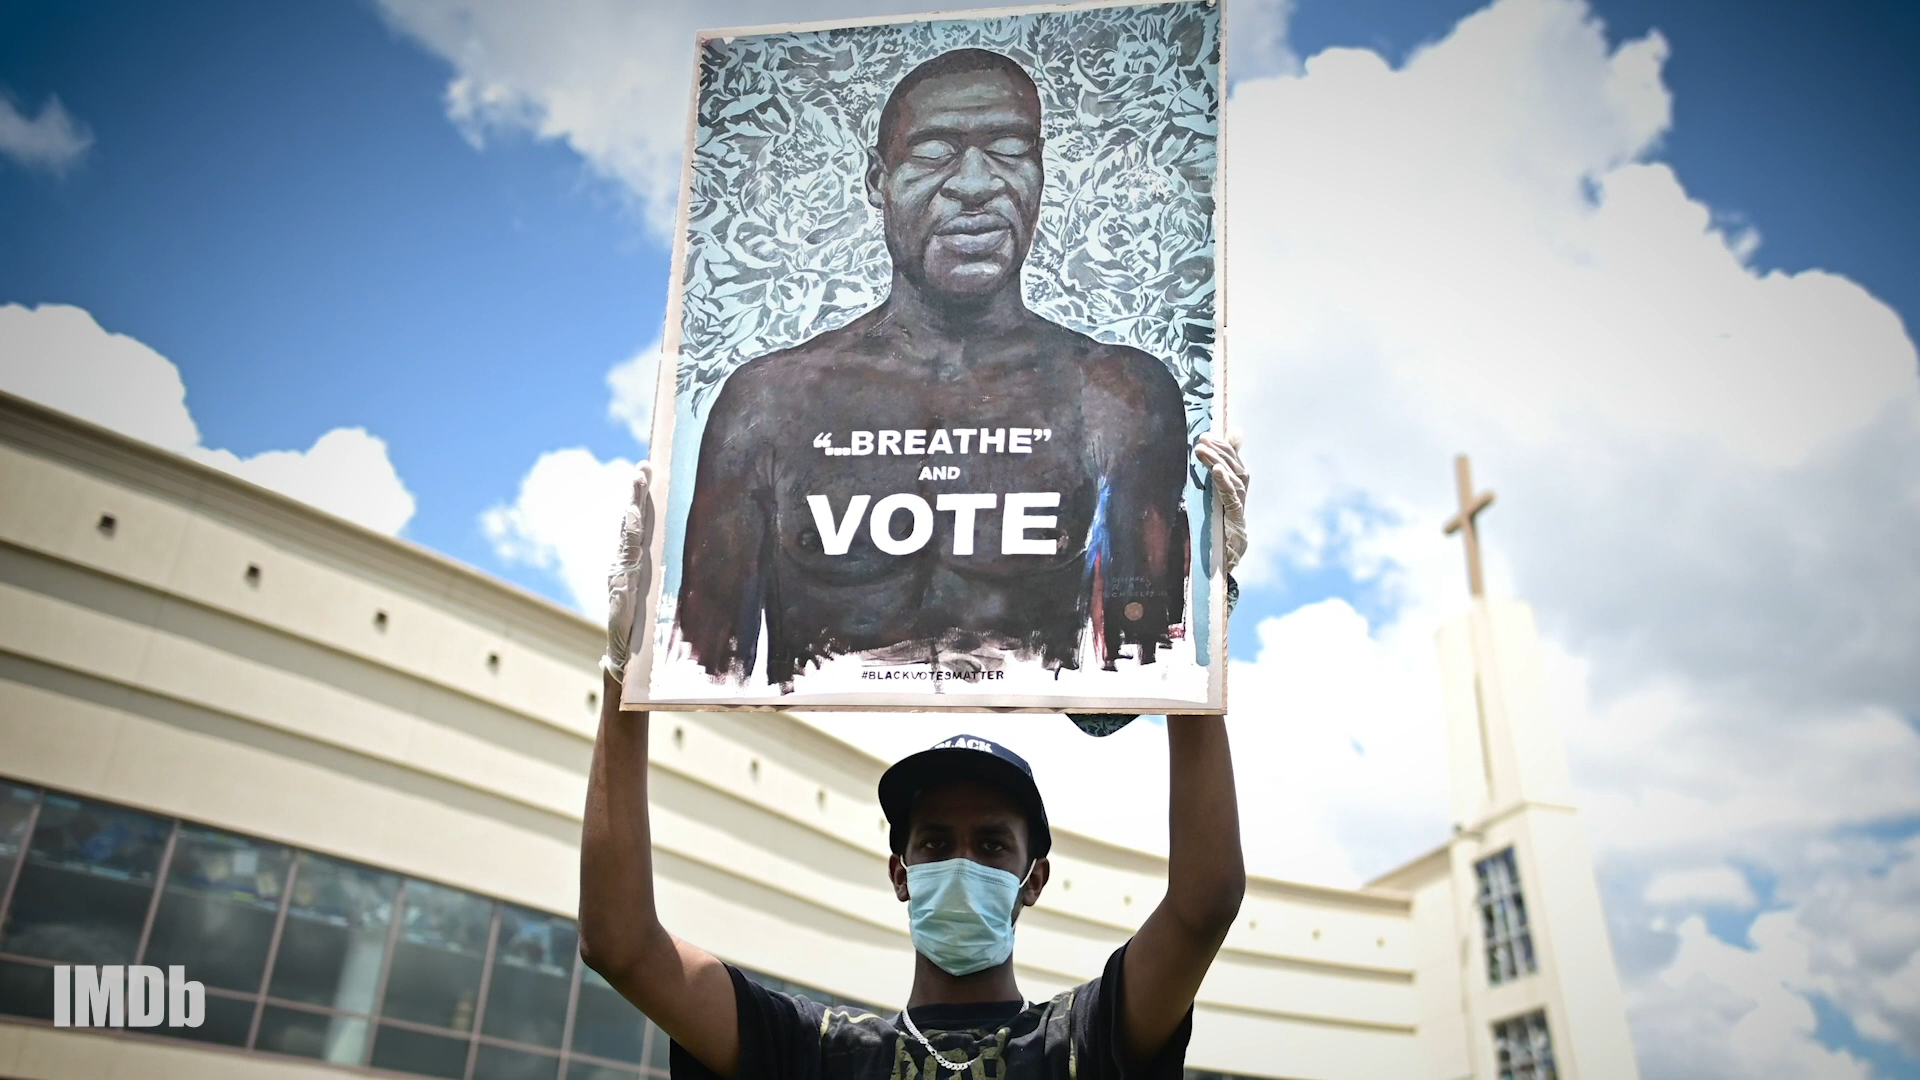 “...BREATHE”
AND
VOTE
#BLACKVOTESMATTER
BLACK
IMDb